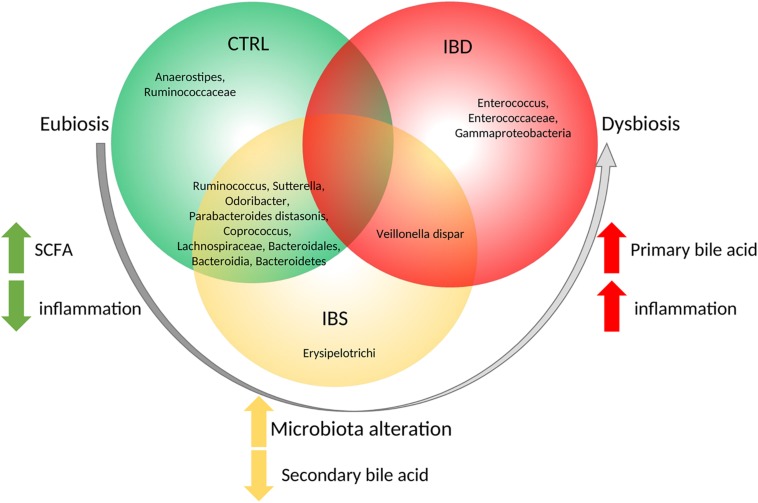 CTRL
IBD
Anaerostipes,
Ruminococcaceae
Enterococcus,
Enterococcaceae,
Gammaproteobacteria
Eubiosis
Dysbiosis
Ruminococcus, Sutterella,
Odoribacter,
Parabacteroides distasonis,
Coprococcus,
Lachnospiraceae, Bacteroidales,
Bacteroidia, Bacteroidetes
Veillonella dispar
SCFA
inflammation
Primary bile acid
inflammation
IBS
Erysipelotrichi
Microbiota alteration
Secondary bile acid